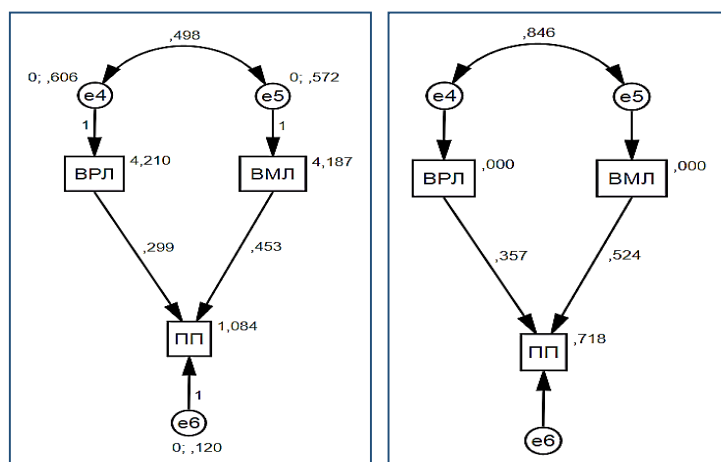 ,498
0; ,606
0; ,572
e4
e5
1
1
ВРЛ
4,210
ВМЛ
4,187
,299
,453
ПП
1,084
1
e6
0; ,120
,846
e4
e5
ВРЛ
,000
ВМЛ
,000
,357
,524
ПП
,718
e6